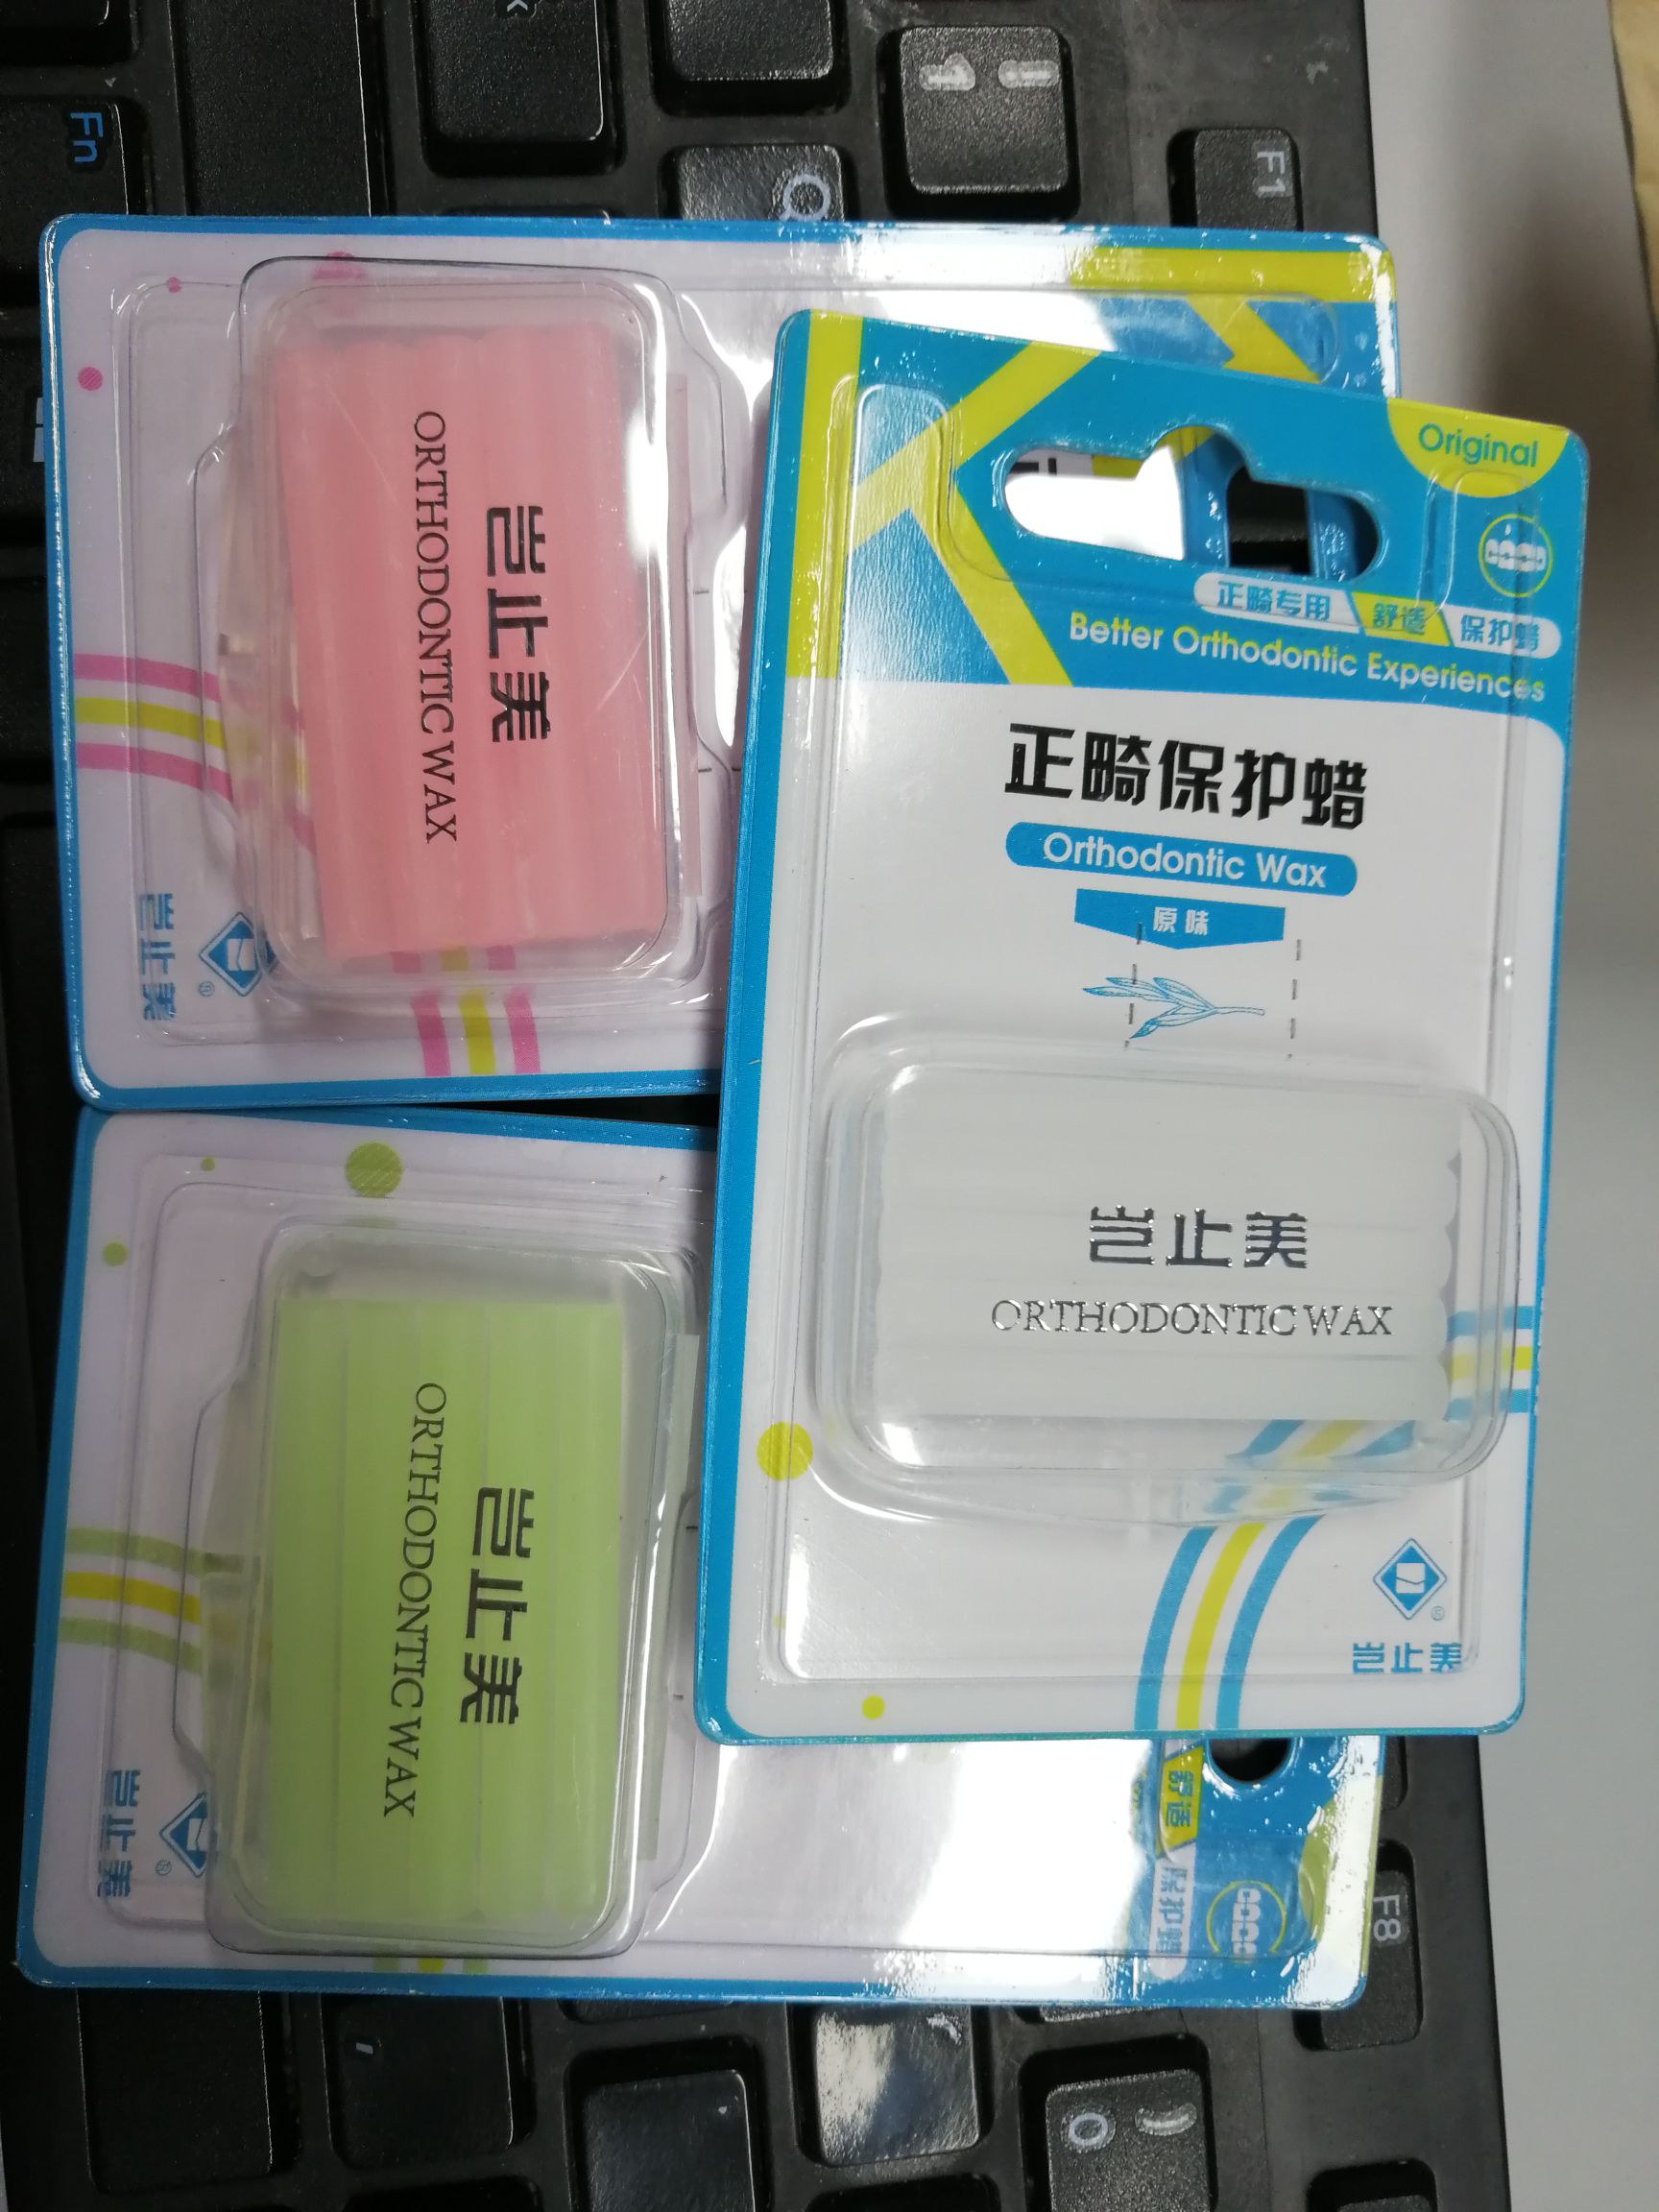 Fn
Q
!
1
F1
岂止美
ORTHODONTIC WAX
岂止美
Original
正畸专用 舒适 保护蜡
Better Orthodontic Experiences
正畸保护蜡
Orthodontic Wax
原味
岂止美
ORTHODONTIC WAX
®
岂止美
岂止美
ORTHODONTIC WAX
岂止美
舒适
保护蜡
F8
)
0